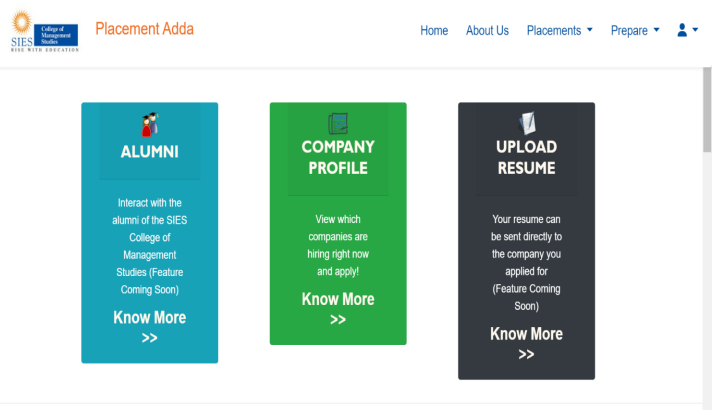 SIES
College of
Management
Studies
RISE WITH EDUCATION
Placement Adda
Home
About Us
Placements
Prepare
ALUMNI
Interact with the
alumni of the SIES
College of
Management
Studies (Feature
Coming Soon)
Know More
>>
COMPANY
PROFILE
View which
companies are
hiring right now
and apply!
Know More
>>
UPLOAD
RESUME
Your resume can
be sent directly to
the company you
applied for
(Feature Coming
Soon)
Know More
>>